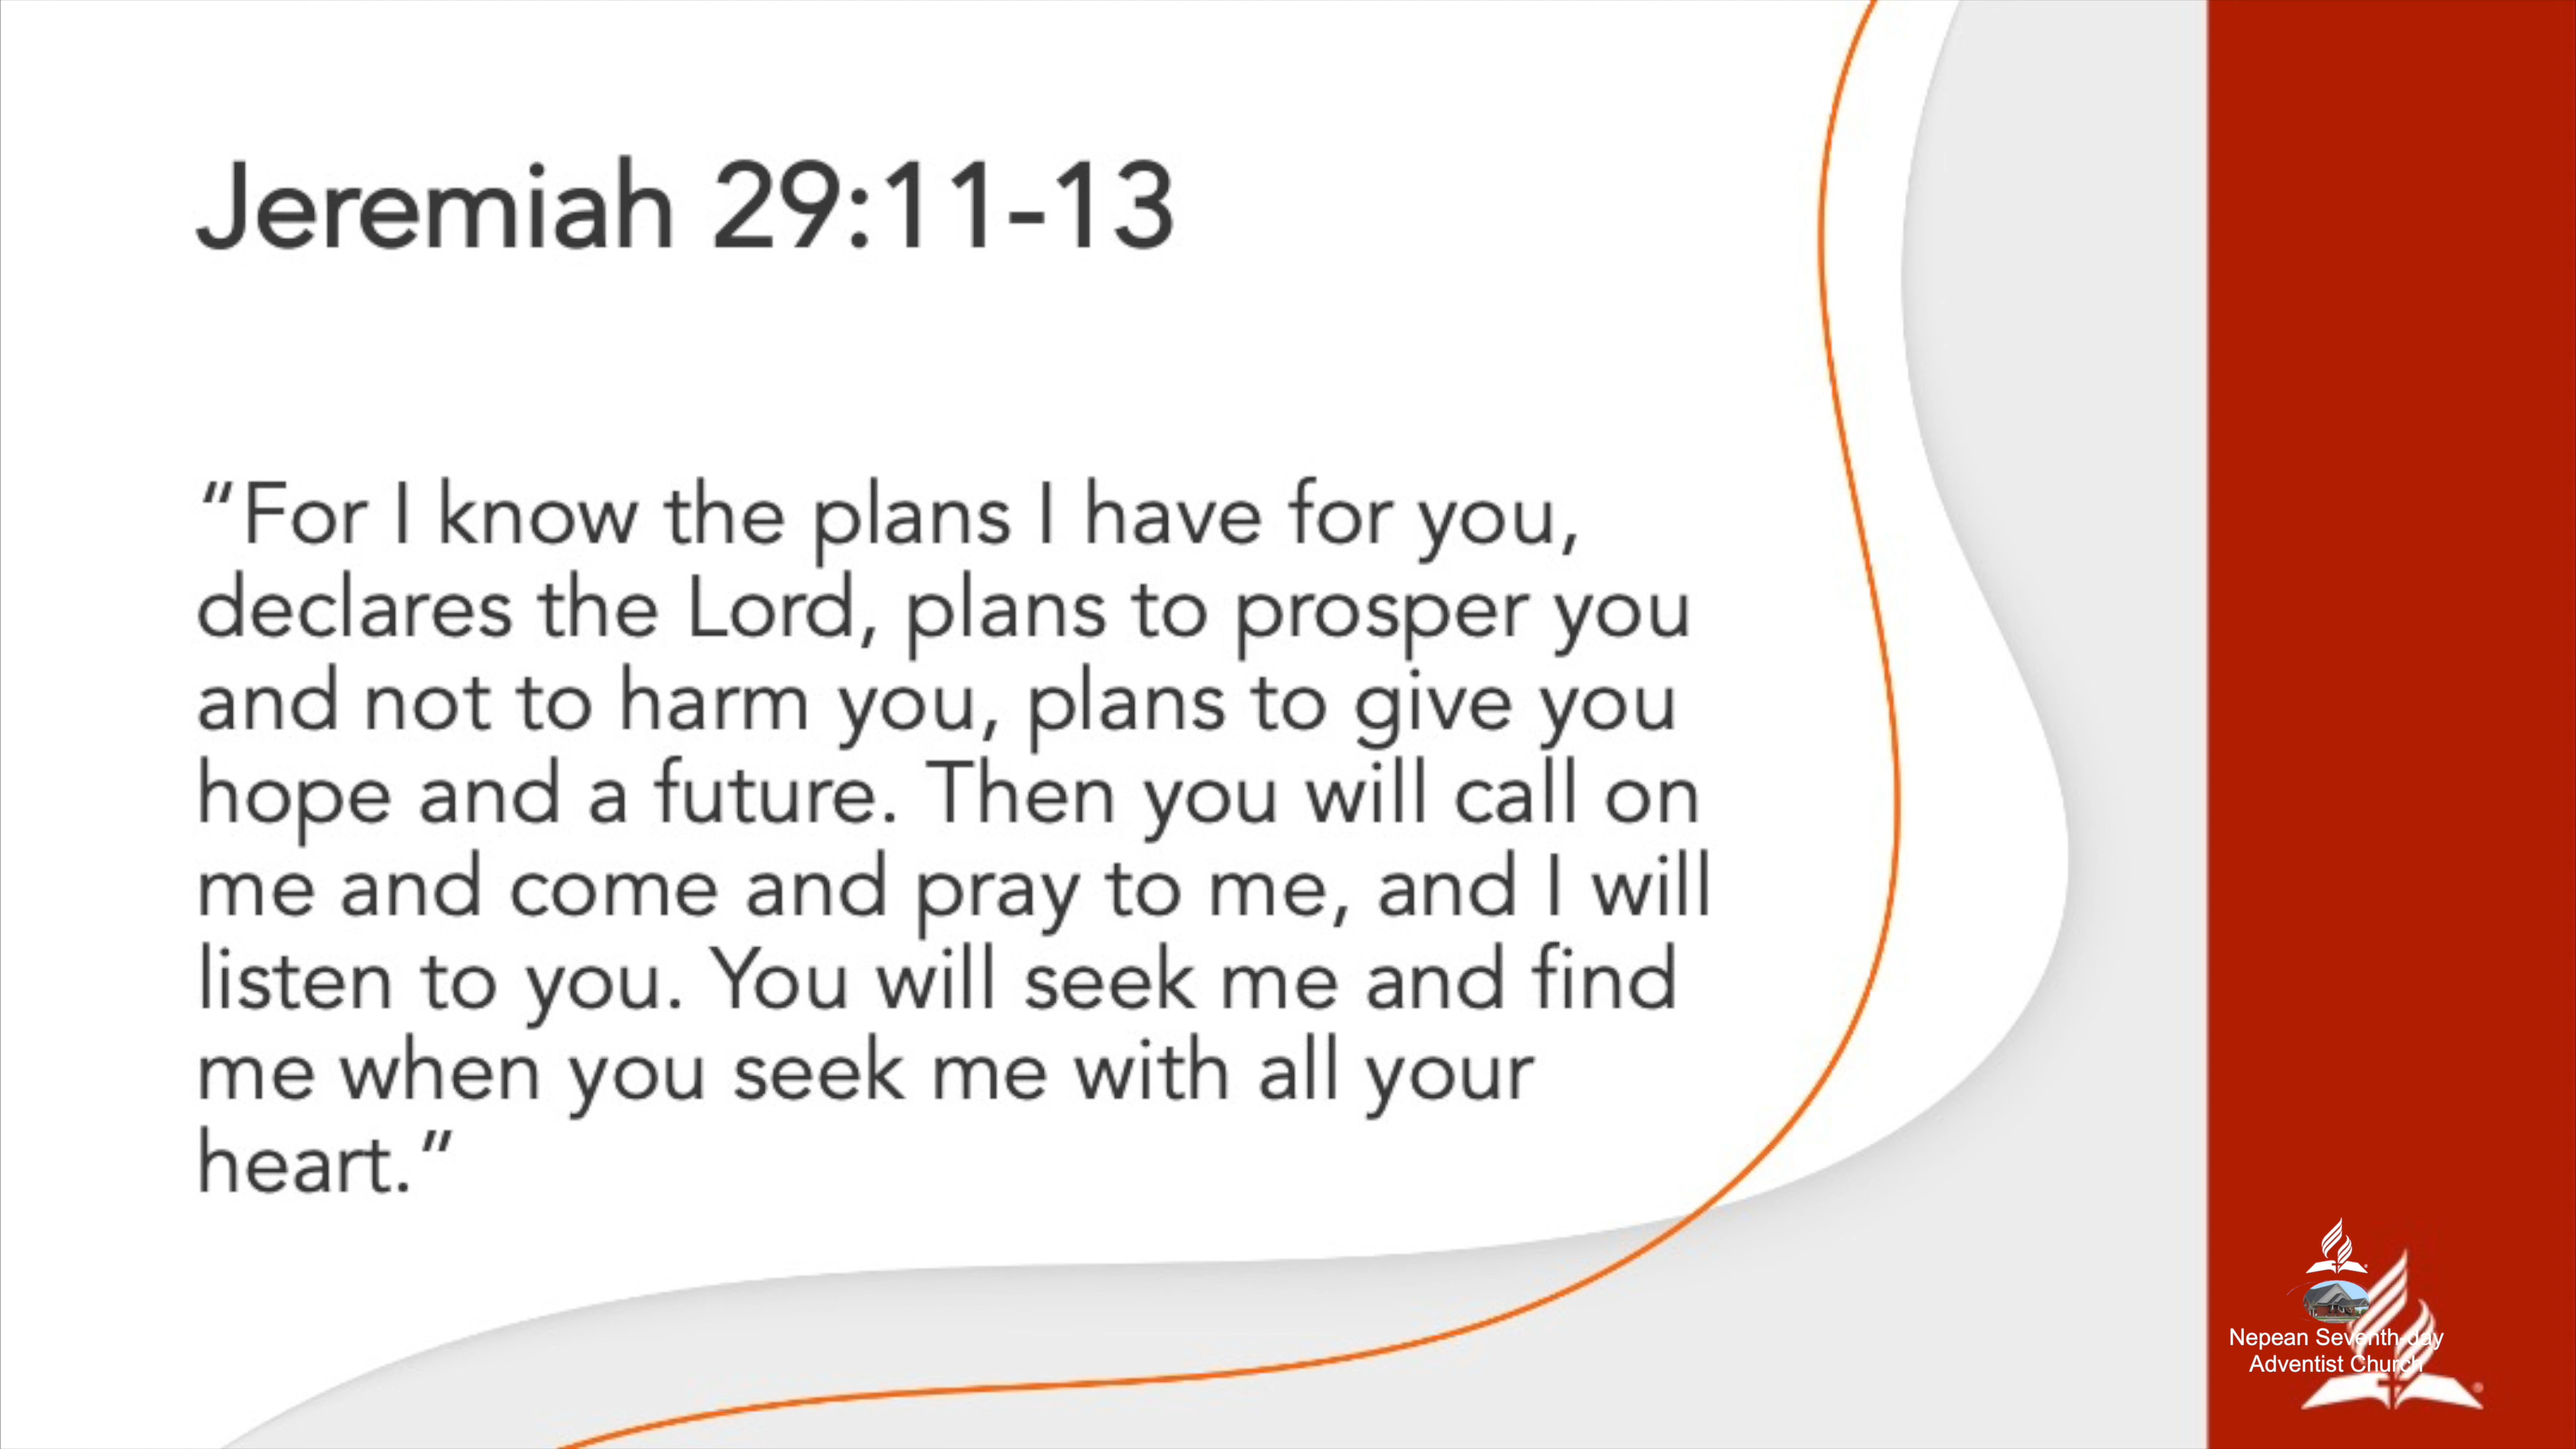 Jeremiah 29:11-13
“For I know the plans I have for you,
declares the Lord, plans to prosper you
and not to harm you, plans to give you
hope and a future. Then you will call on
me and come and pray to me, and I will
listen to you. You will seek me and find
me when you seek me with all your
heart.”
Nepean Seventh-day
Adventist Church